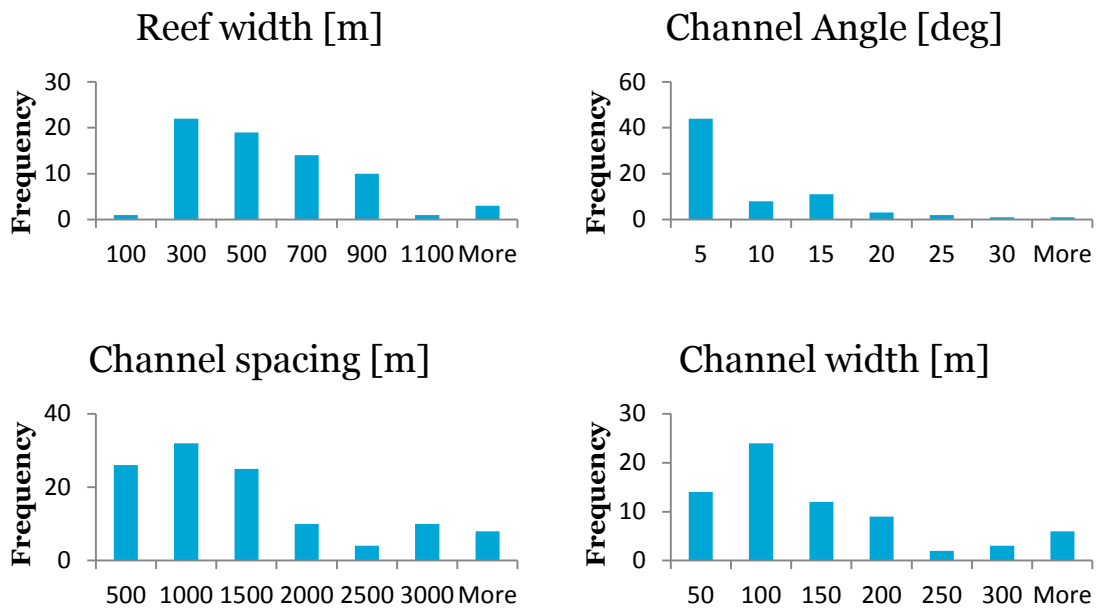 Reef width [m]
Frequency
30
20
10
0
100 300 500 700 900 1100 More
Channel Angle [deg]
Frequency
60
40
20
0
5 10 15 20 25 30 More
Channel spacing [m]
Frequency
40
20
0
500 1000 1500 2000 2500 3000 More
Channel width [m]
Frequency
30
20
10
0
50 100 150 200 250 300 More